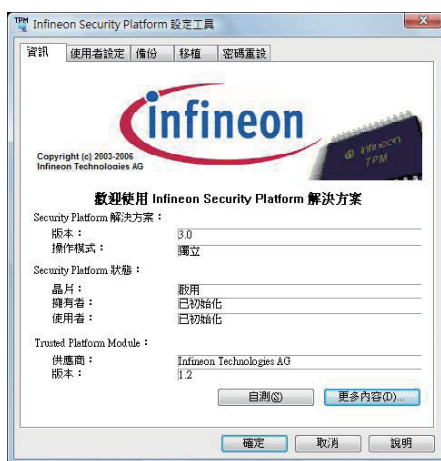 TPM Infineon Security Platform 設定工具
資訊 使用者設定 備份 移植 密碼重設
infineon
Infineon
TPM
Copyright (c) 2003-2006
Infineon Technologies AG
歡迎使用 Infineon Security Platform 解決方案
Security Platform 解決方案：
版本： 3.0
操作模式： 獨立
Security Platform 狀態：
晶片： 啟用
擁有者： 已初始化
使用者： 已初始化
Trusted Platform Module：
供應商： Infineon Technologies AG
版本： 1.2
自測(S) 更多內容(D)...
確定 取消 說明